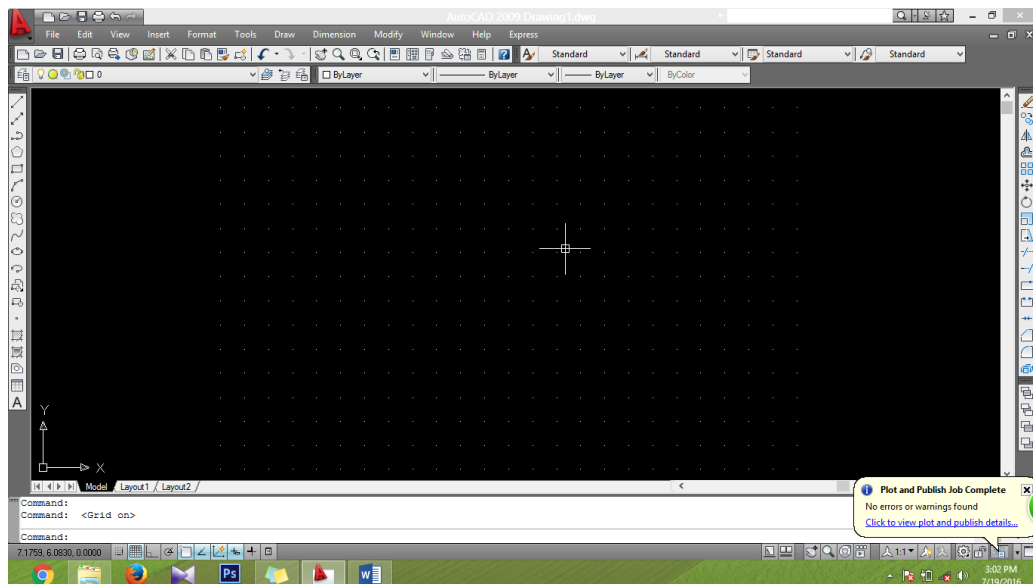 AutoCAD 2009 Drawing1.dwg
File Edit View Insert Format Tools Draw Dimension Modify Window Help Express
Standard Standard Standard Standard
0 ByLayer ByLayer ByLayer ByColor
A
Y
X
Model Layout1 Layout2
Command:
Command: <Grid on>
Command:
Plot and Publish Job Complete
No errors or warnings found
Click to view plot and publish details...
7.1759, 6.0830, 0.0000 1:1
Ps
3:02 PM